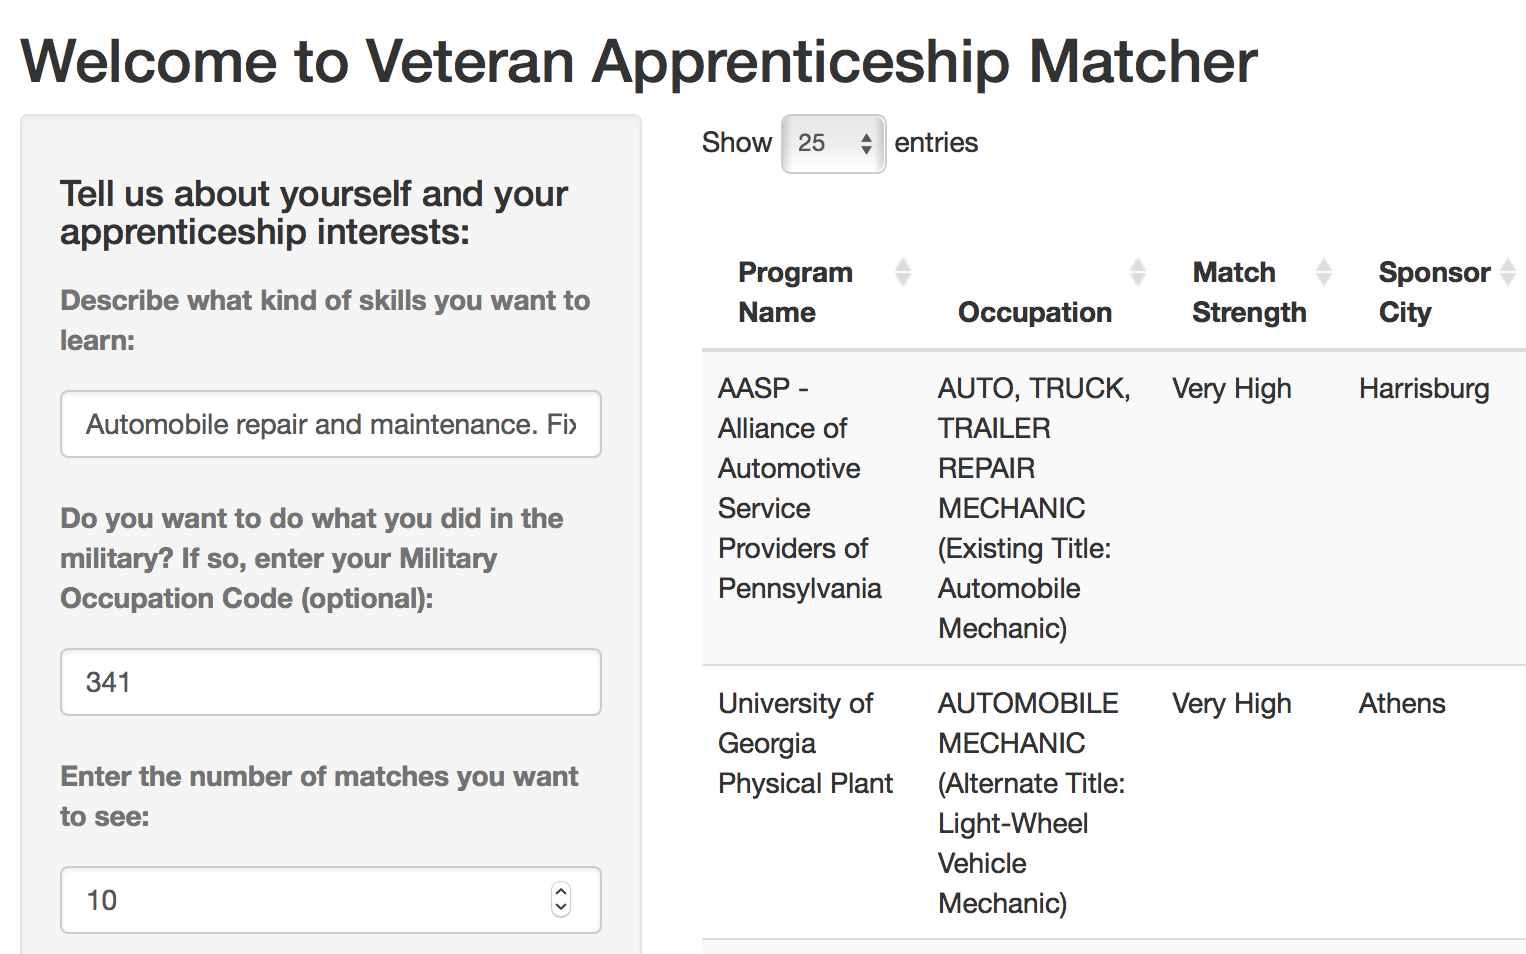 Welcome to Veteran Apprenticeship Matcher
Tell us about yourself and your
apprenticeship interests:
Describe what kind of skills you want to
learn:
Automobile repair and maintenance. Fix
Do you want to do what you did in the
military? If so, enter your Military
Occupation Code (optional):
341
Enter the number of matches you want
to see:
10
Show 25 entries
Program
Name
Occupation
Match
Strength
Sponsor
City
AASP -
Alliance of
Automotive
Service
Providers of
Pennsylvania
AUTO, TRUCK,
TRAILER
REPAIR
MECHANIC
(Existing Title:
Automobile
Mechanic)
Very High
Harrisburg
University of
Georgia
Physical Plant
AUTOMOBILE
MECHANIC
(Alternate Title:
Light-Wheel
Vehicle
Mechanic)
Very High
Athens